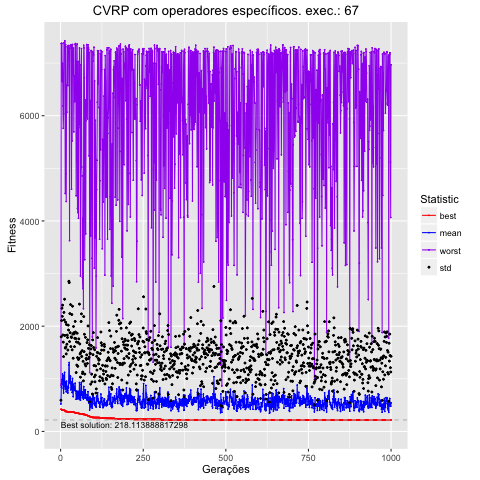 CVRP com operadores específicos. exec.: 67
Fitness
6000
4000
2000
0
Best solution: 218.113888817298
0
250
500
750
1000
Gerações
Statistic
best
mean
worst
std